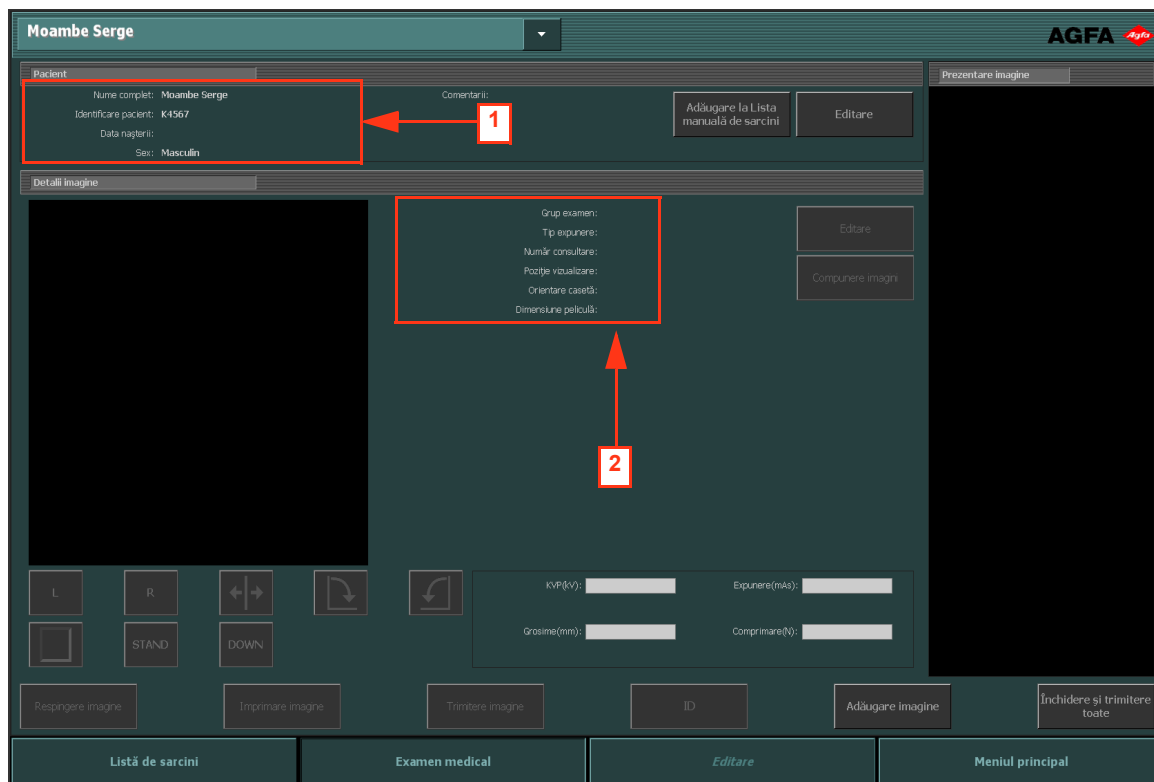 Moambe Serge
AGFA Agfa
Pacient
Prezentare imagine
Nume complet: Moambe Serge
Identificare pacient: K4567
Data nașterii:
Sex: Masculin
Comentarii:
1
Adăugare la Lista
manuală de sarcini
Editare
Detalii imagine
Grup examen:
Tip expunere:
Număr consultare:
Poziție vizualizare:
Orientare casetă:
Dimensiune peliculă:
Editare
Compunere imagini
2
L
R
STAND
DOWN
KVP(kV):
Expunere(mAs):
Grosime(mm):
Comprimare(N):
Respingere imagine
Imprimare imagine
Trimitere imagine
ID
Adăugare imagine
Închidere și trimitere
toate
Listă de sarcini
Examen medical
Editare
Meniul principal